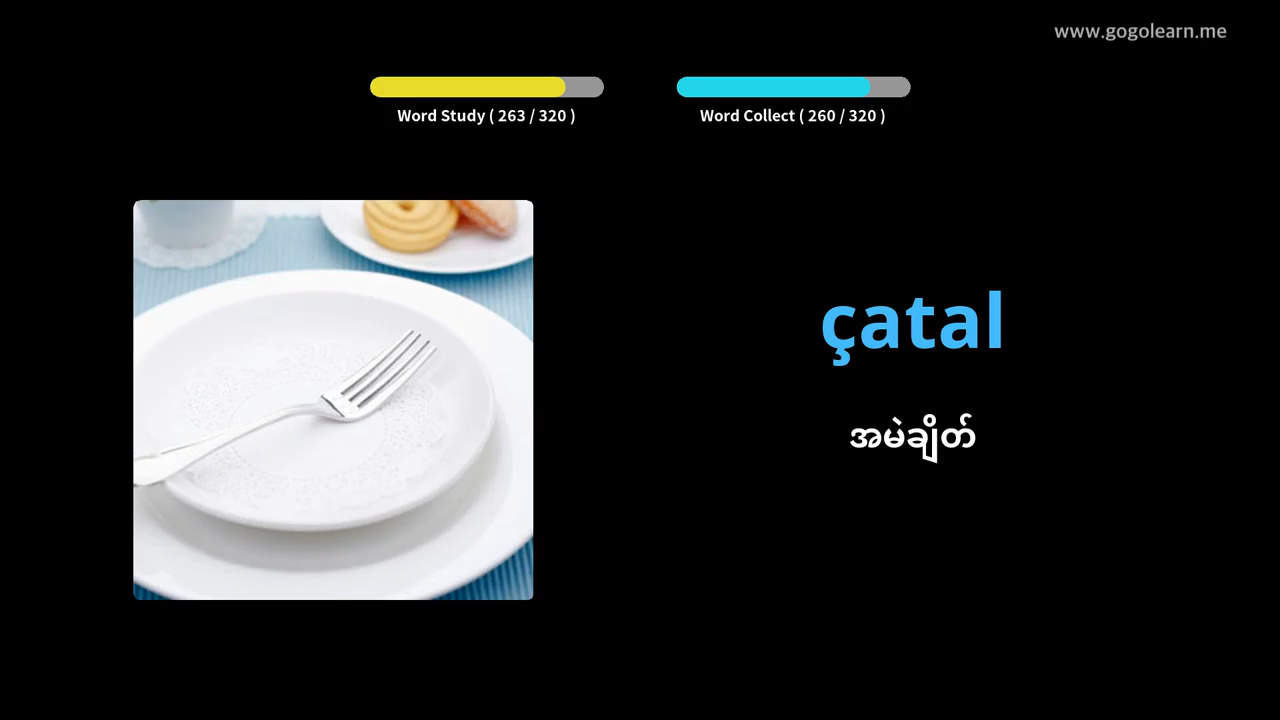 www.gogolearn.me
Word Study ( 263 / 320 )
Word Collect ( 260 / 320 )
çatal
အမဲချိတ်